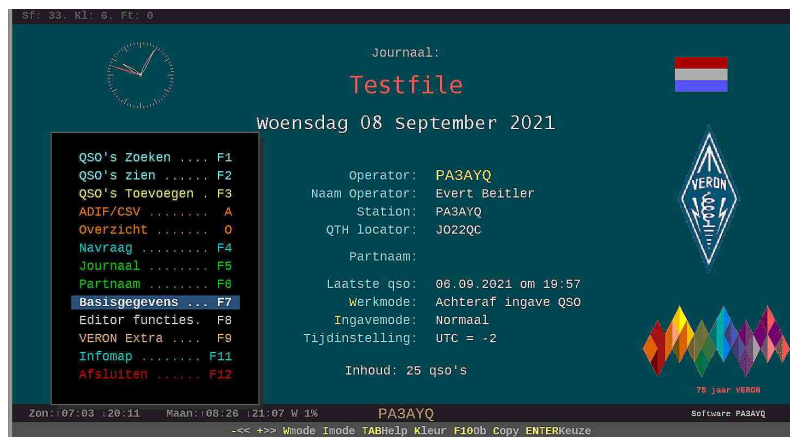 Sf: 33. Kl: 6. Ft: 0
Journaal:
Testfile
woensdag 08 September 2021
QSO's Zoeken .... F1
QSO's zien ...... F2
QSO's Toevoegen . F3
ADIF/CSV ........ A
Overzicht ....... O
Navraag ......... F4
Journaal ........ F5
Partnaam ........ F6
Basisgegevens ... F7
Editor functies. F8
VERON Extra .... F9
Infomap ........ F11
Afsluiten ...... F12
Operator: PA3AYQ
Naam Operator: Evert Beitler
Station: PA3AYQ
QTH locator: JO22QC
Partnaam:
Laatste qso: 06.09.2021 om 19:57
Werkmode: Achteraf ingave QSO
Ingavemode: Normaal
Tijdinstelling: UTC = -2
Inhoud: 25 qso's
VERON
75 jaar VERON
Zon:↑07:03 ↓20:11 Maan:↑08:26 ↓21:07 W 1% PA3AYQ Software PA3AYQ
-<< +>> Wmode Imode TABHelp Kleur F10Ob Copy ENTERKeuze